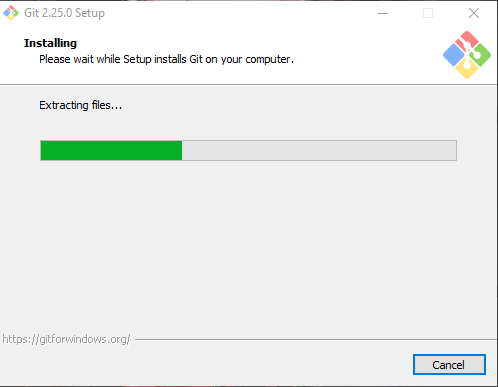 Git 2.25.0 Setup
Installing
Please wait while Setup installs Git on your computer.
Extracting files...
https://gitforwindows.org/
Cancel